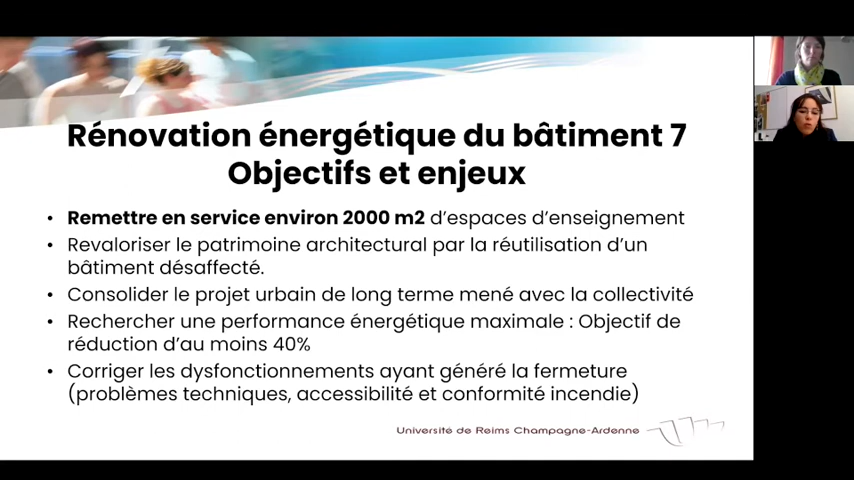 Rénovation énergétique du bâtiment 7
Objectifs et enjeux
• Remettre en service environ 2000 m2 d'espaces d'enseignement
• Revaloriser le patrimoine architectural par la réutilisation d'un
bâtiment désaffecté.
• Consolider le projet urbain de long terme mené avec la collectivité
• Rechercher une performance énergétique maximale : Objectif de
réduction d'au moins 40%
• Corriger les dysfonctionnements ayant généré la fermeture
(problèmes techniques, accessibilité et conformité incendie)
Université de Reims Champagne-Ardenne